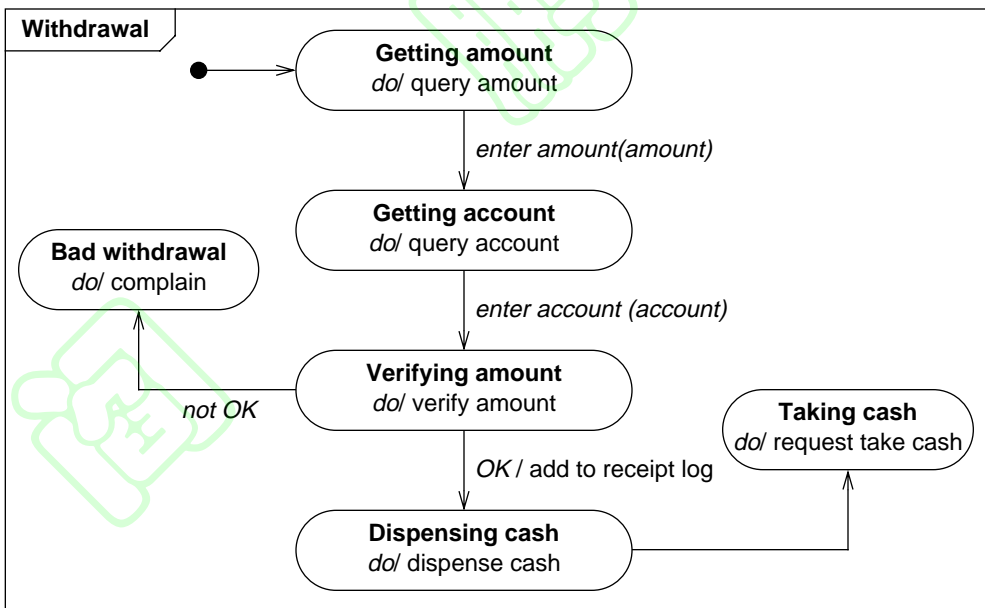 Withdrawal
Getting amount
do/ query amount
enter amount(amount)
Getting account
do/ query account
Bad withdrawal
do/ complain
enter account (account)
Verifying amount
do/ verify amount
not OK
Taking cash
do/ request take cash
OK / add to receipt log
Dispensing cash
do/ dispense cash